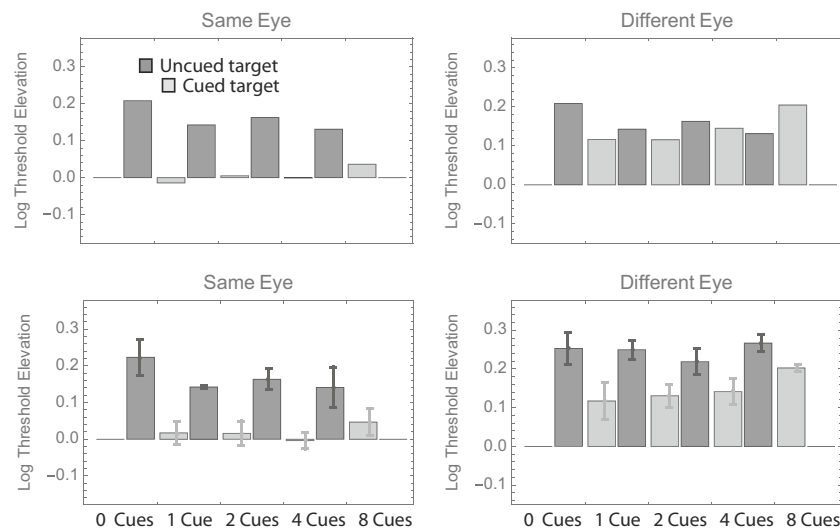 Same Eye
Different Eye
Log Threshold Elevation
0.3
0.2
0.1
0.0
−0.1
Uncued target
Cued target
Log Threshold Elevation
0.3
0.2
0.1
0.0
−0.1
Same Eye
Different Eye
Log Threshold Elevation
0.3
0.2
0.1
0.0
−0.1
Log Threshold Elevation
0.3
0.2
0.1
0.0
−0.1
0 Cues 1 Cue 2 Cues 4 Cues 8 Cues
0 Cues 1 Cue 2 Cues 4 Cues 8 Cues